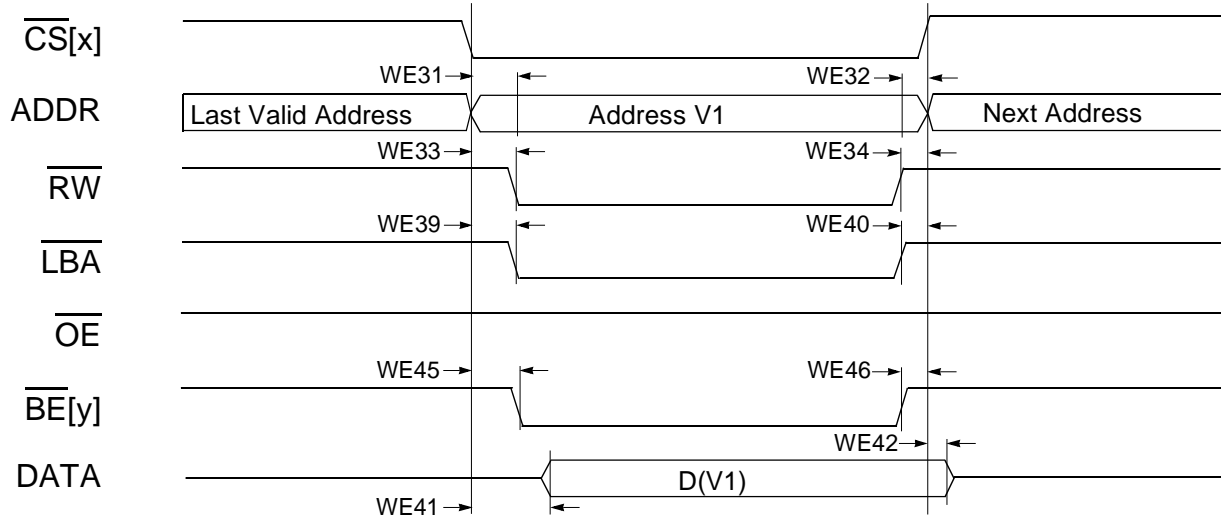 CS[x]
WE31
WE32
ADDR
Last Valid Address
Address V1
Next Address
WE33
WE34
RW
WE39
WE40
LBA
OE
WE45
WE46
BE[y]
WE42
DATA
D(V1)
WE41